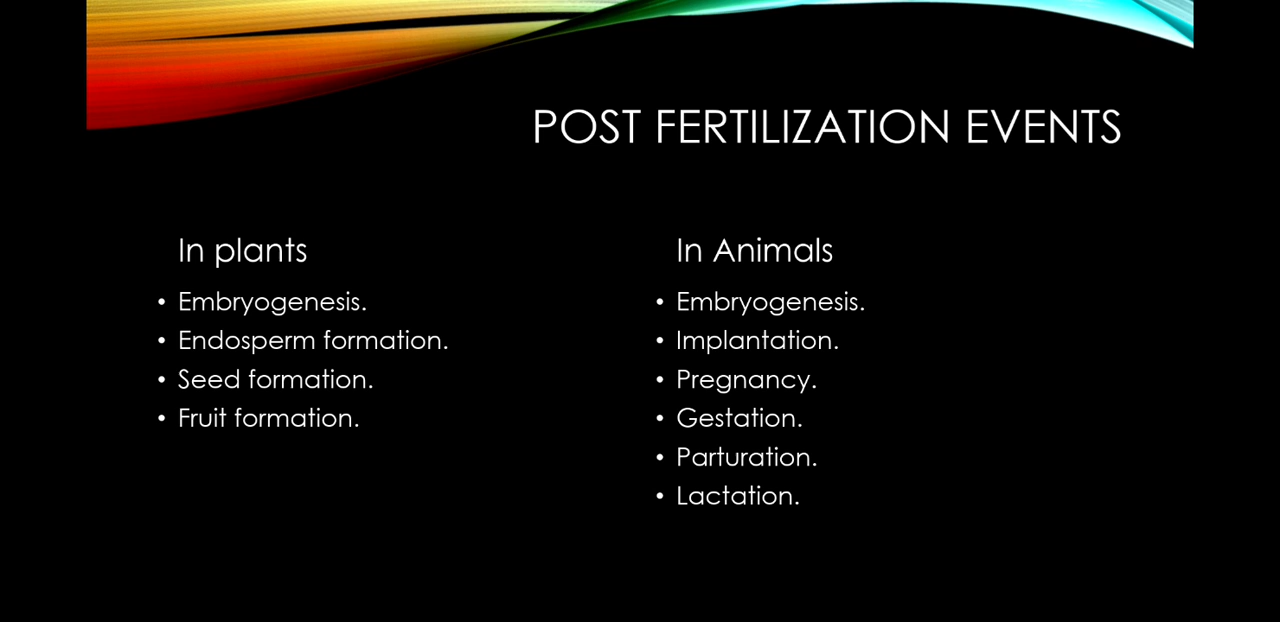 POST FERTILIZATION EVENTS
In plants
• Embryogenesis.
• Endosperm formation.
• Seed formation.
• Fruit formation.
In Animals
• Embryogenesis.
• Implantation.
• Pregnancy.
• Gestation.
• Parturation.
• Lactation.